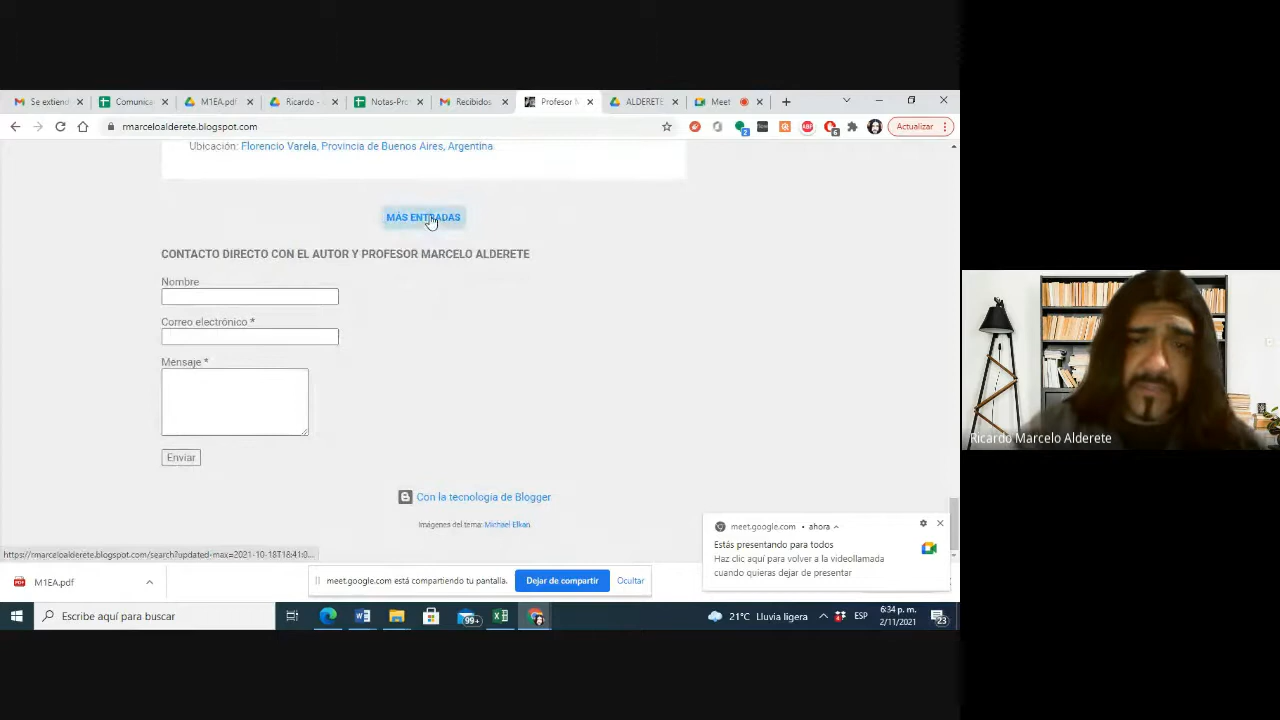 Se extiend
Comunica
M1EA.pdf
Ricardo -
Notas-Pro
Recibidos
Profesor M
ALDERETE
Meet
rmarceloalderete.blogspot.com
Actualizar
Ubicación: Florencio Varela, Provincia de Buenos Aires, Argentina
MÁS ENTRADAS
CONTACTO DIRECTO CON EL AUTOR Y PROFESOR MARCELO ALDERETE
Nombre
Correo electrónico *
Mensaje *
Enviar
Con la tecnología de Blogger
Imágenes del tema: Michael Elkan
Ricardo Marcelo Alderete
meet.google.com • ahora
Estás presentando para todos
Haz clic aquí para volver a la videollamada
cuando quieras dejar de presentar
https://rmarceloalderete.blogspot.com/search?updated-max=2021-10-18T18:41:0...
M1EA.pdf
meet.google.com está compartiendo tu pantalla.
Dejar de compartir
Ocultar
Escribe aquí para buscar
99+
21°C Lluvia ligera
ESP
6:34 p. m.
2/11/2021
23